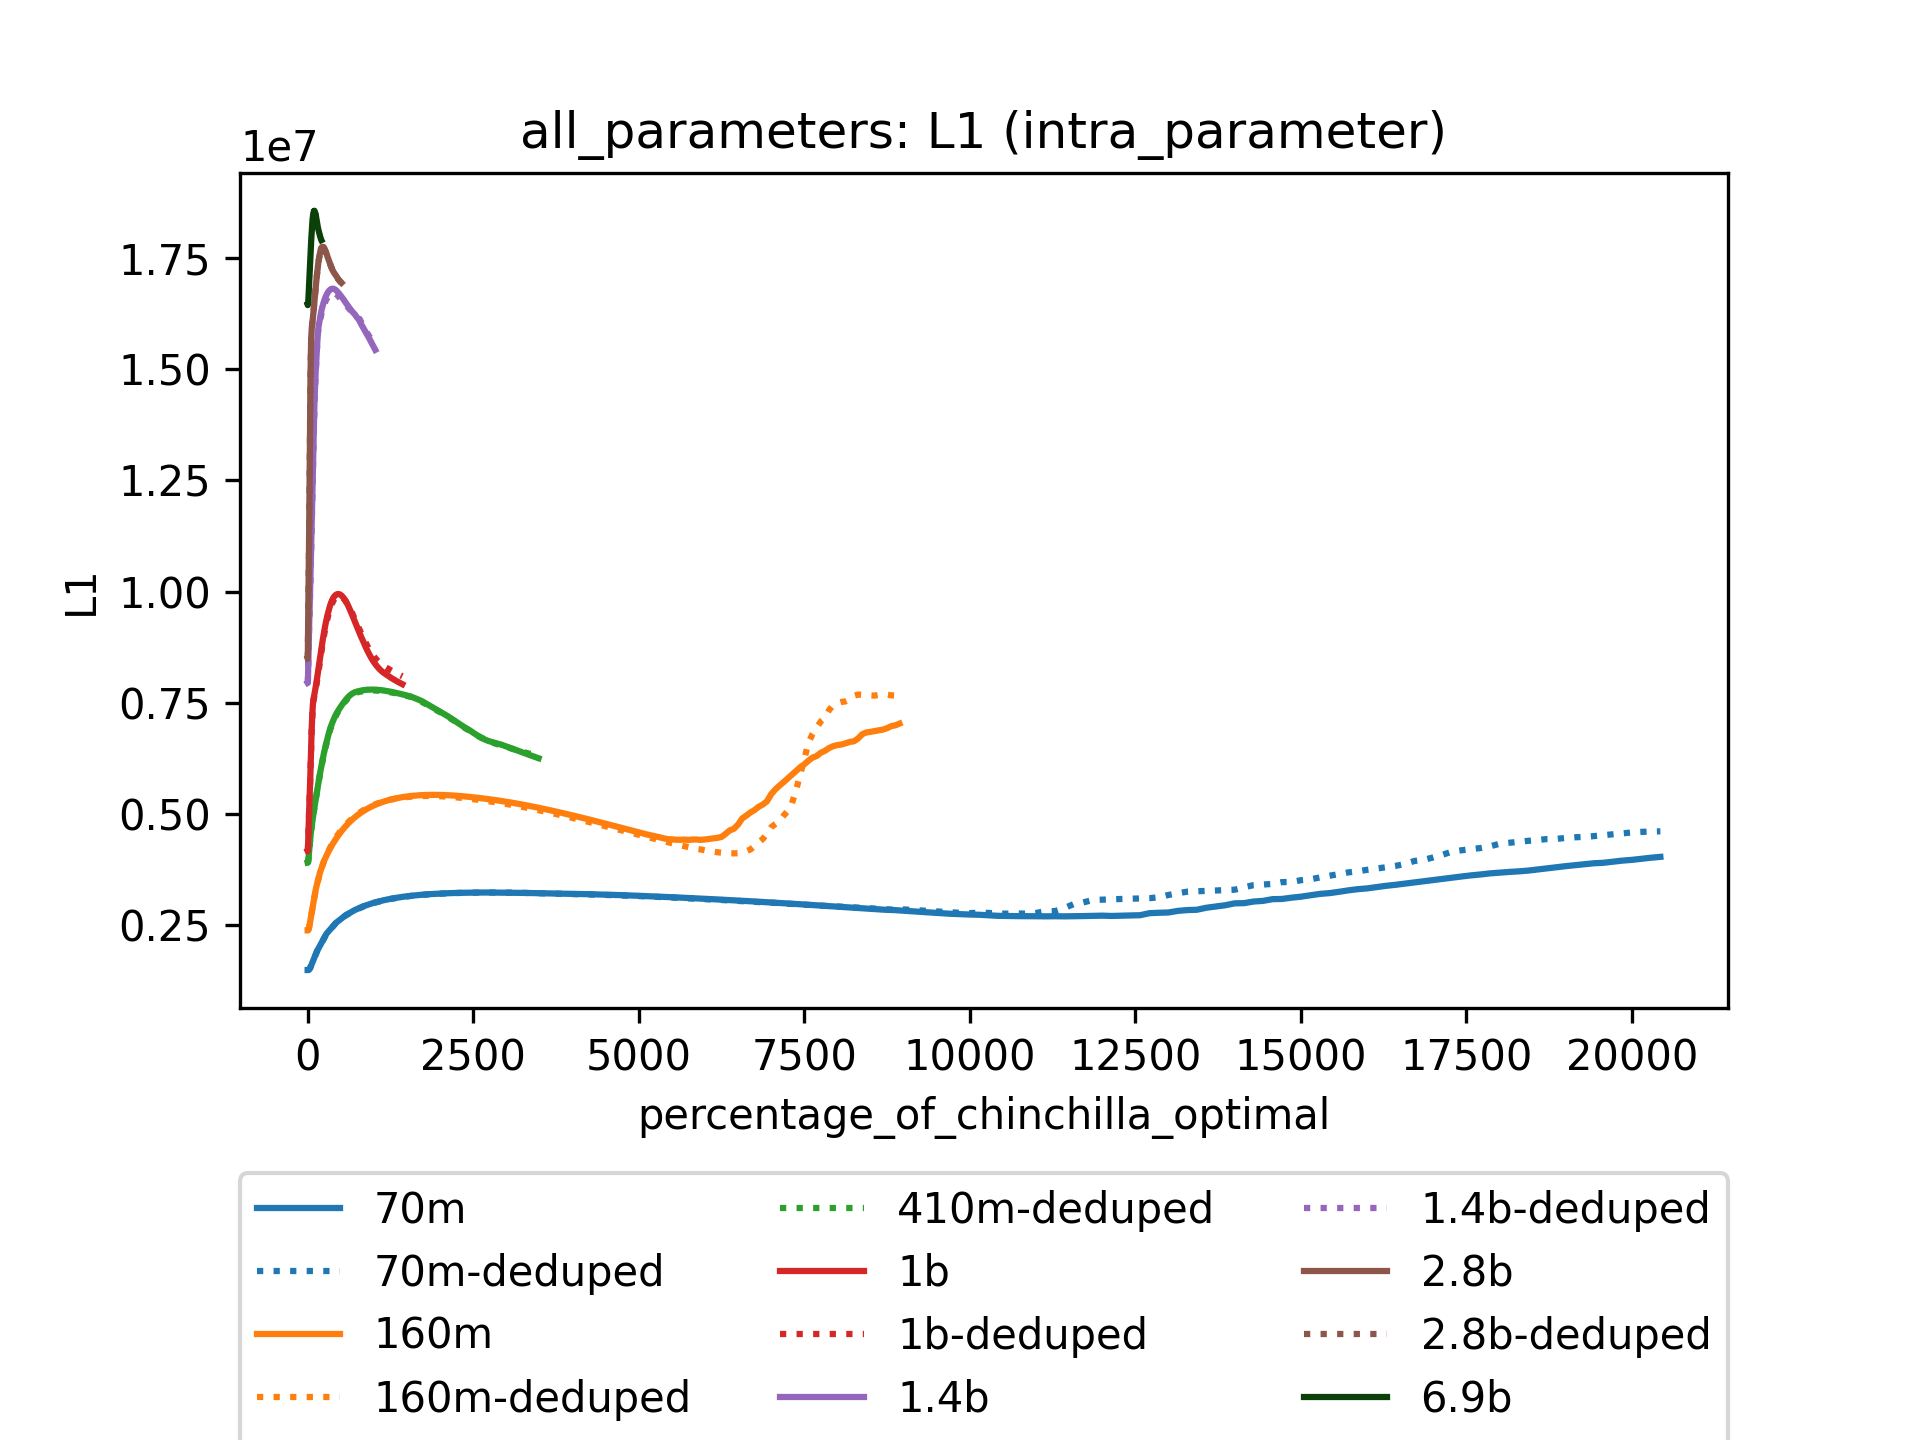 all_parameters: L1 (intra_parameter)
1e7
1.75
1.50
1.25
1.00
0.75
0.50
0.25
L1
0 2500 5000 7500 10000 12500 15000 17500 20000
percentage_of_chinchilla_optimal
70m
70m-deduped
160m
160m-deduped
410m-deduped
1b
1b-deduped
1.4b
1.4b-deduped
2.8b
2.8b-deduped
6.9b